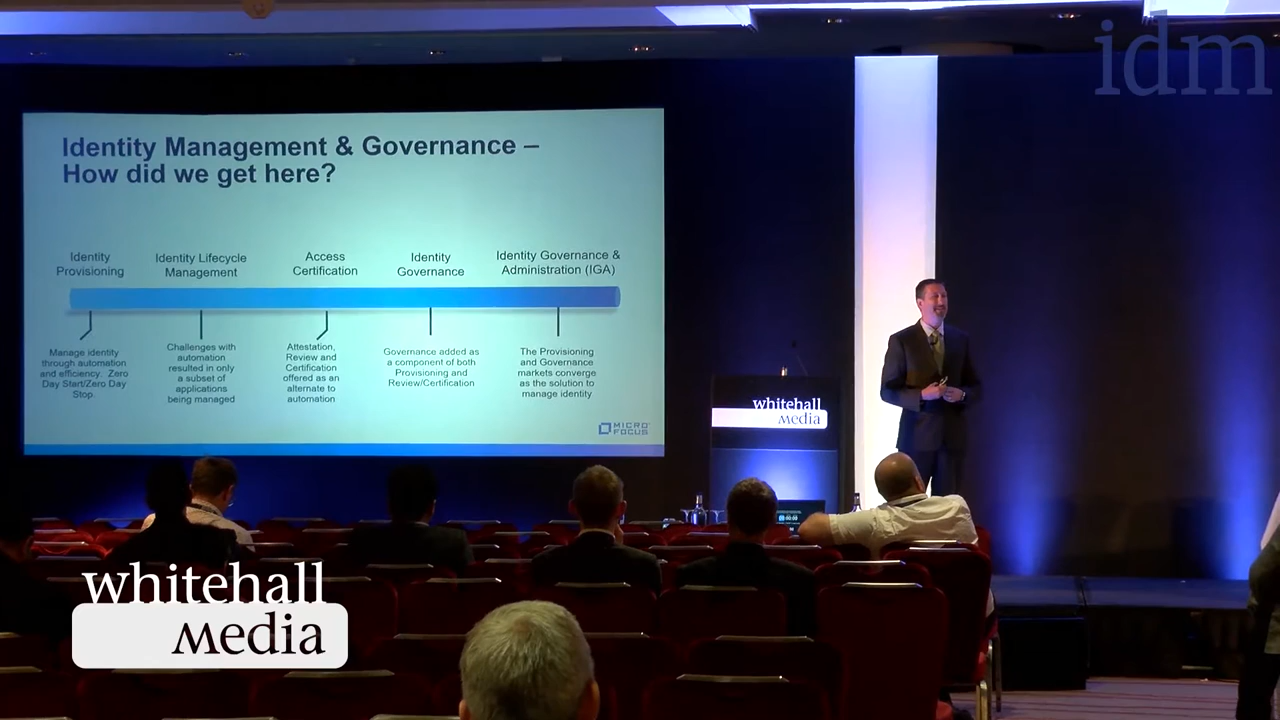 idm
Identity Management & Governance –
How did we get here?
Identity
Provisioning
Identity Lifecycle
Management
Access
Certification
Identity
Governance
Identity Governance &
Administration (IGA)
Manage identity
through automation
and efficiency. Zero
Day Start/Zero Day
Stop.
Challenges with
automation
resulted in only
a subset of
applications
being managed
Attestation,
Review and
Certification
offered as an
alternate to
automation
Governance added as
a component of both
Provisioning and
Review/Certification
The Provisioning
and Governance
markets converge
as the solution to
manage identity
MICRO
FOCUS
whitehall
Media
whitehall
Media